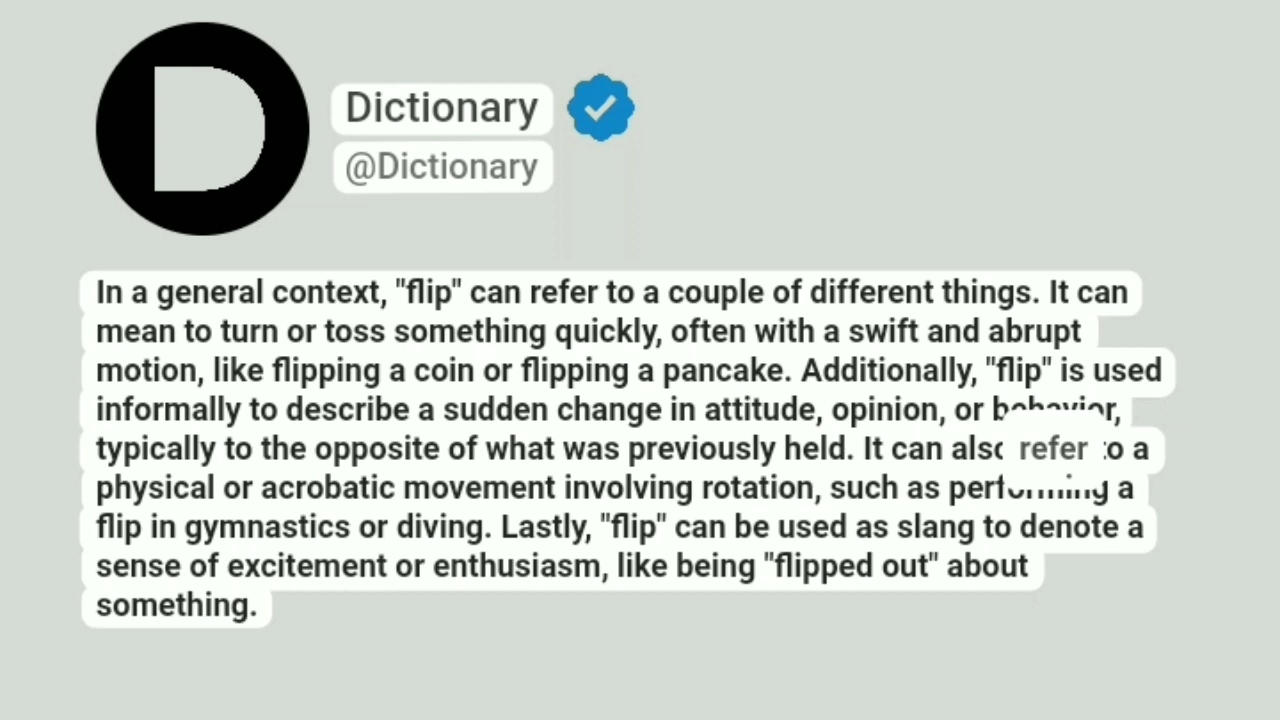 D
Dictionary
@Dictionary
In a general context, "flip" can refer to a couple of different things. It can
mean to turn or toss something quickly, often with a swift and abrupt
motion, like flipping a coin or flipping a pancake. Additionally, "flip" is used
informally to describe a sudden change in attitude, opinion, or behavior,
typically to the opposite of what was previously held. It can also refer to a
physical or acrobatic movement involving rotation, such as performing a
flip in gymnastics or diving. Lastly, "flip" can be used as slang to denote a
sense of excitement or enthusiasm, like being "flipped out" about
something.